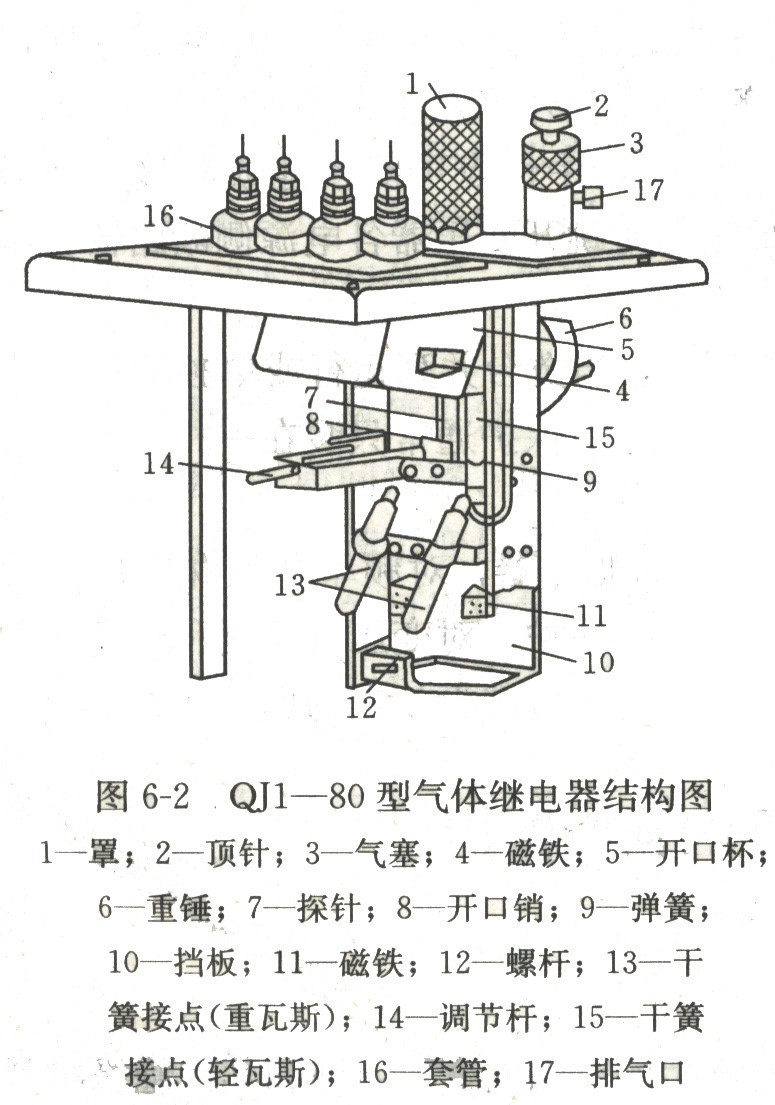 1
2
3
17
16
6
5
4
7
8
15
14
9
13
11
10
12
图 6-2 QJ1—80 型气体继电器结构图
1—罩；2—顶针；3—气塞；4—磁铁；5—开口杯；
6—重锤；7—探针；8—开口销；9—弹簧；
10—挡板；11—磁铁；12—螺杆；13—干
簧接点(重瓦斯)；14—调节杆；15—干簧
接点(轻瓦斯)；16—套管；17—排气口